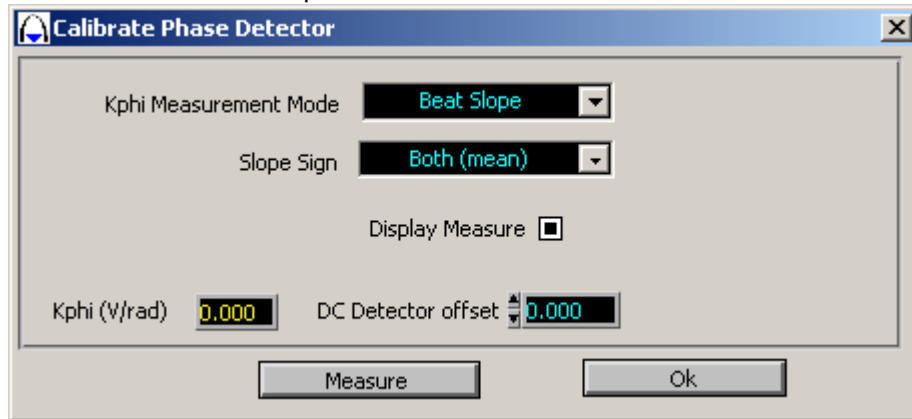 Calibrate Phase Detector
Kphi Measurement Mode Beat Slope
Slope Sign Both (mean)
Display Measure
Kphi (V/rad) 0.000 DC Detector offset 0.000
Measure Ok